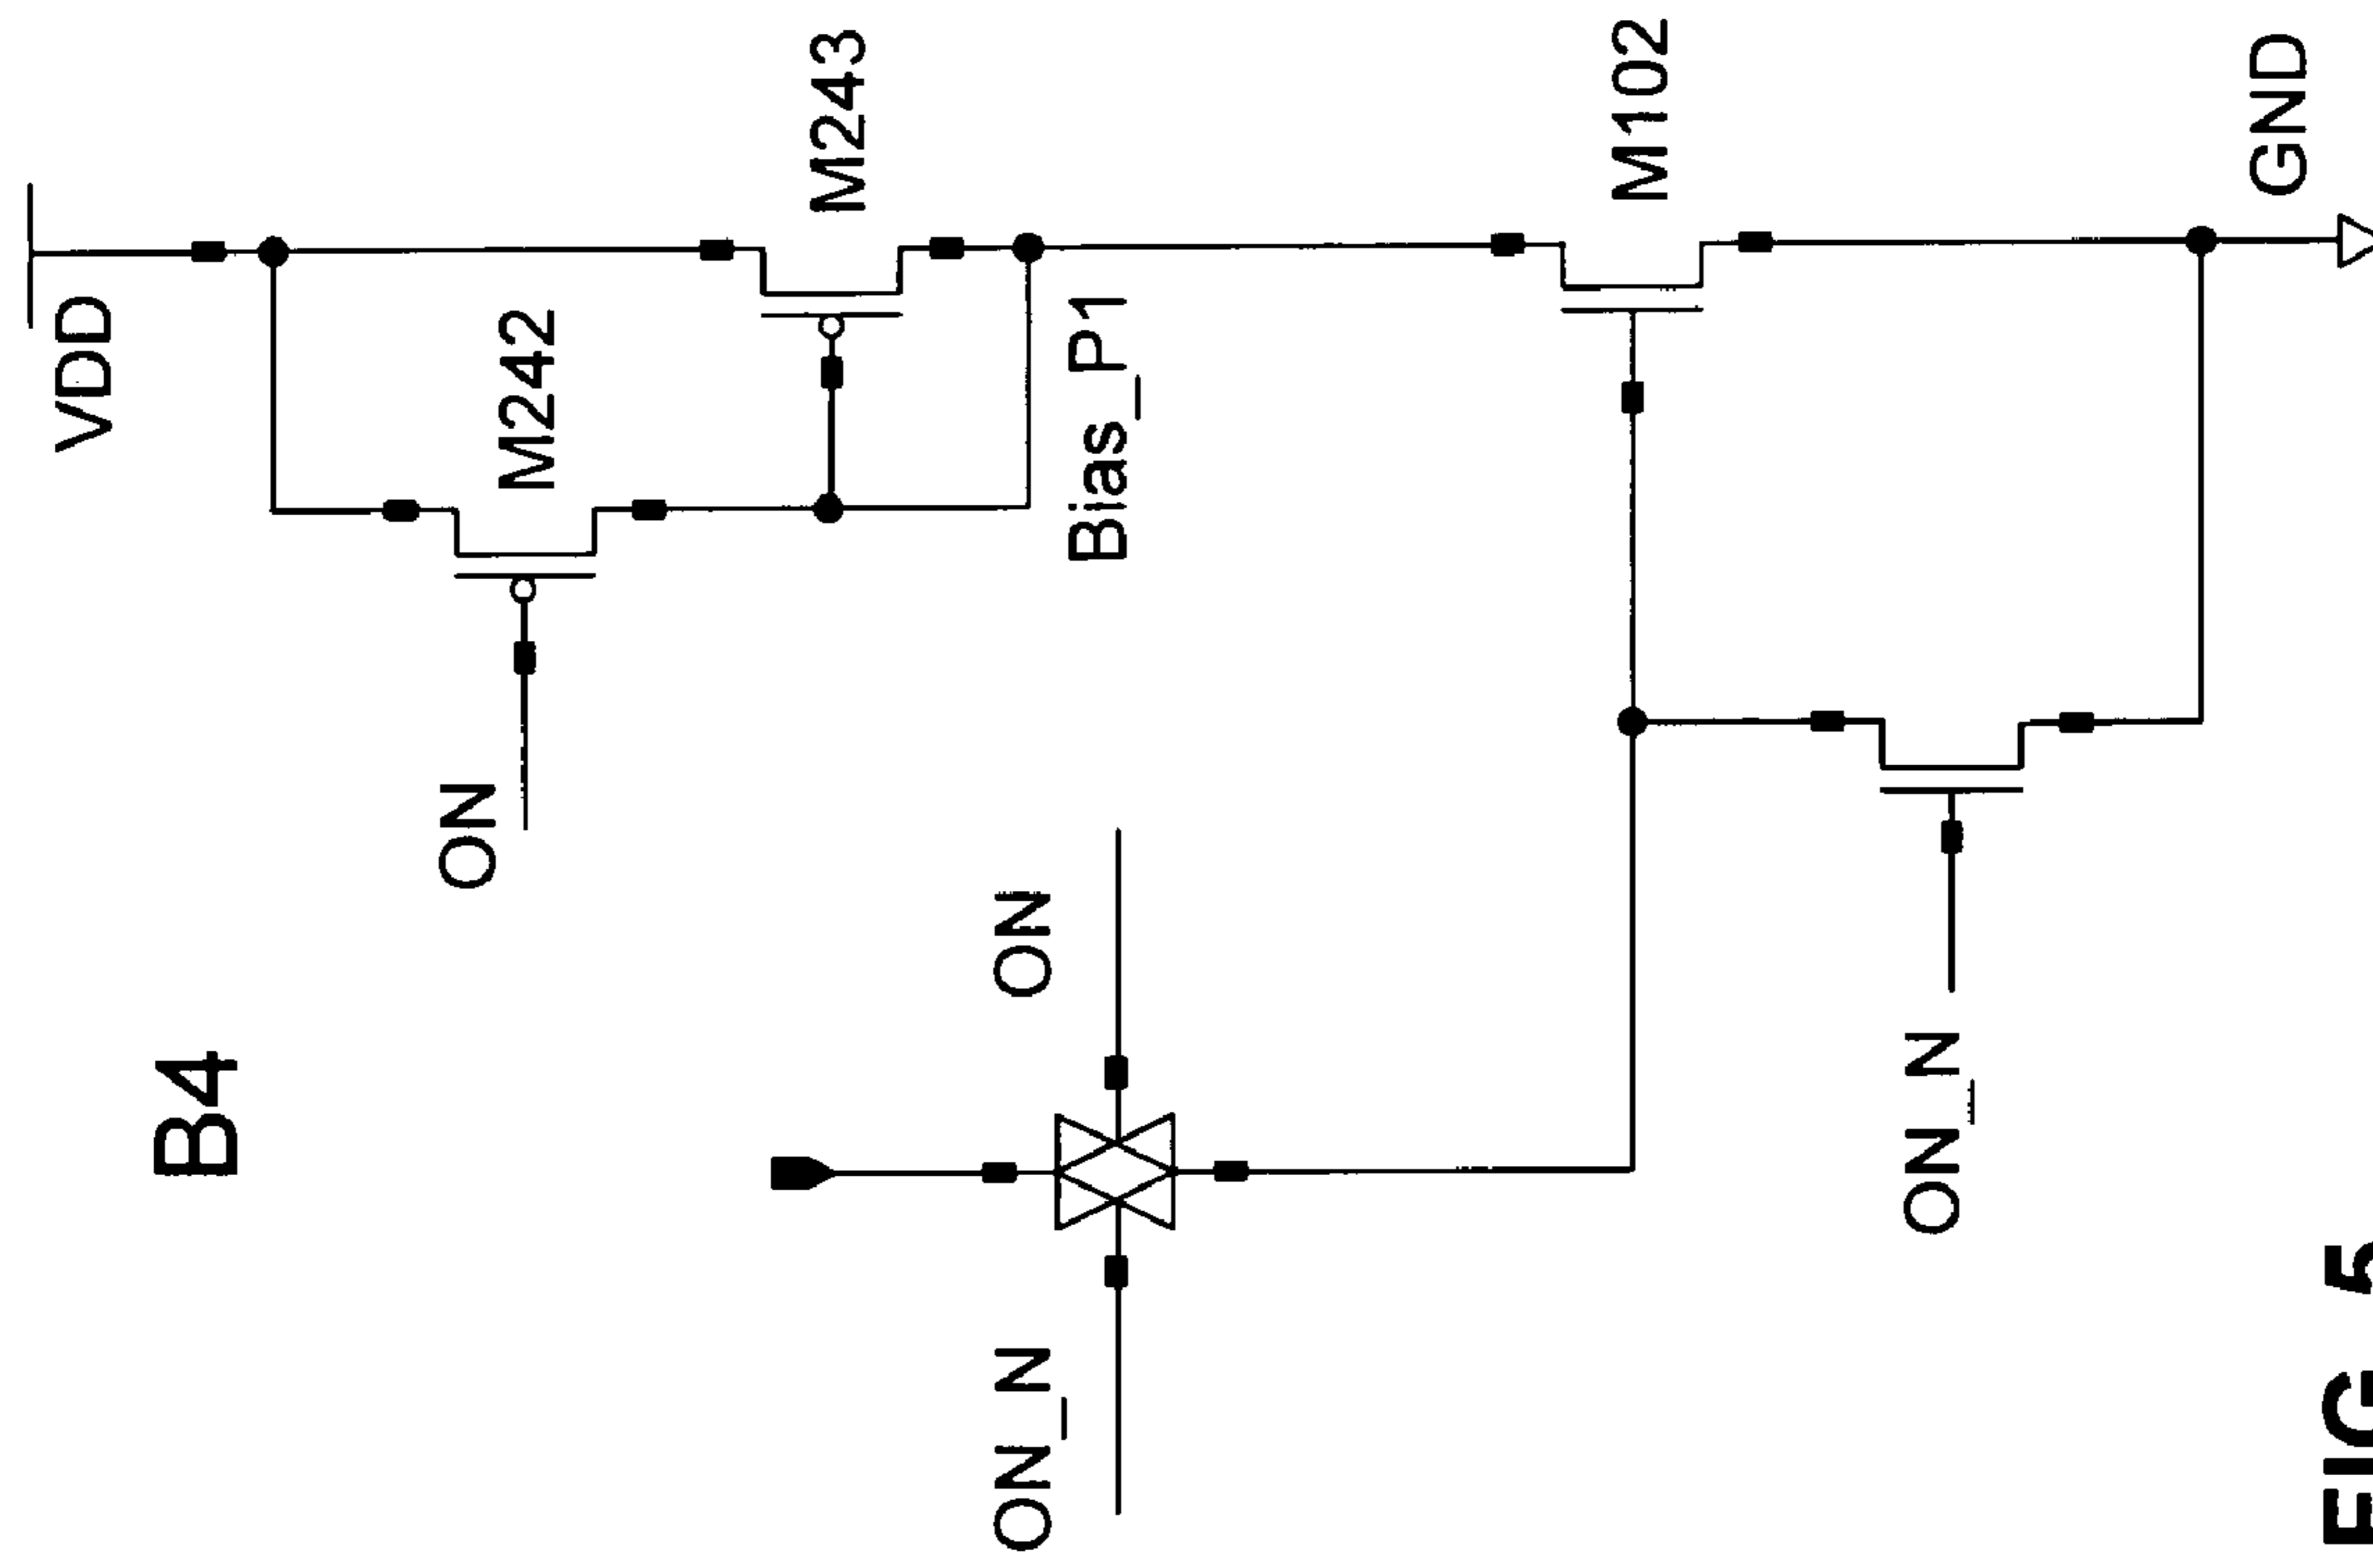 B4
VDD
M242
M243
ON
Bias_P1
ON_N
ON
M102
ON_N
GND
FIG. 5